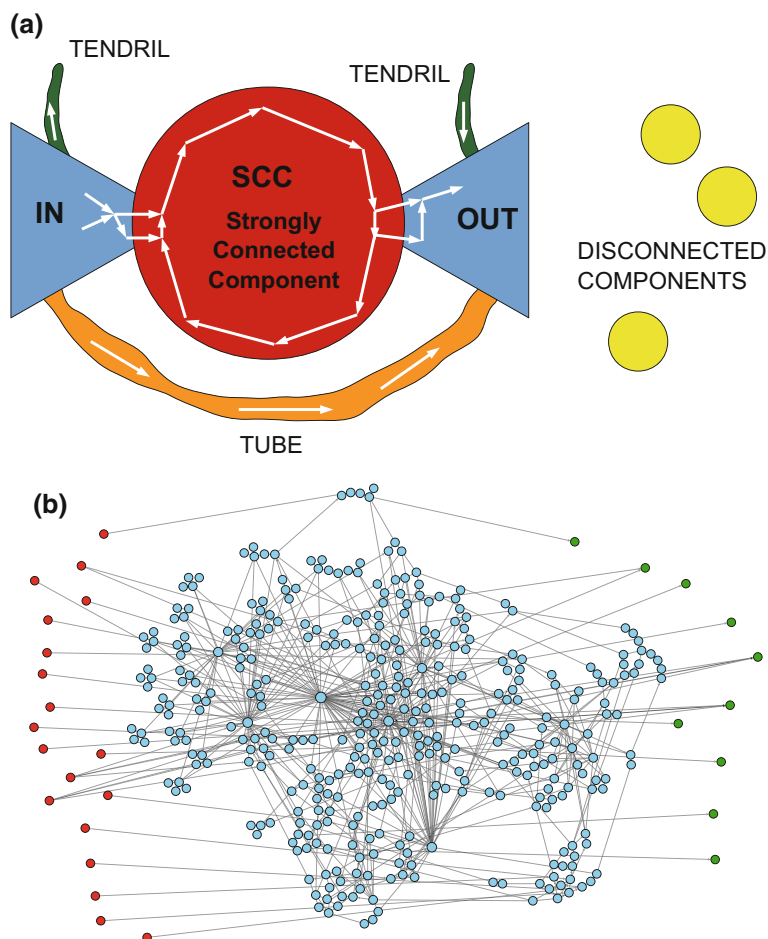 (a)
TENDRIL
TENDRIL
IN
SCC
Strongly
Connected
Component
OUT
DISCONNECTED
COMPONENTS
TUBE
(b)